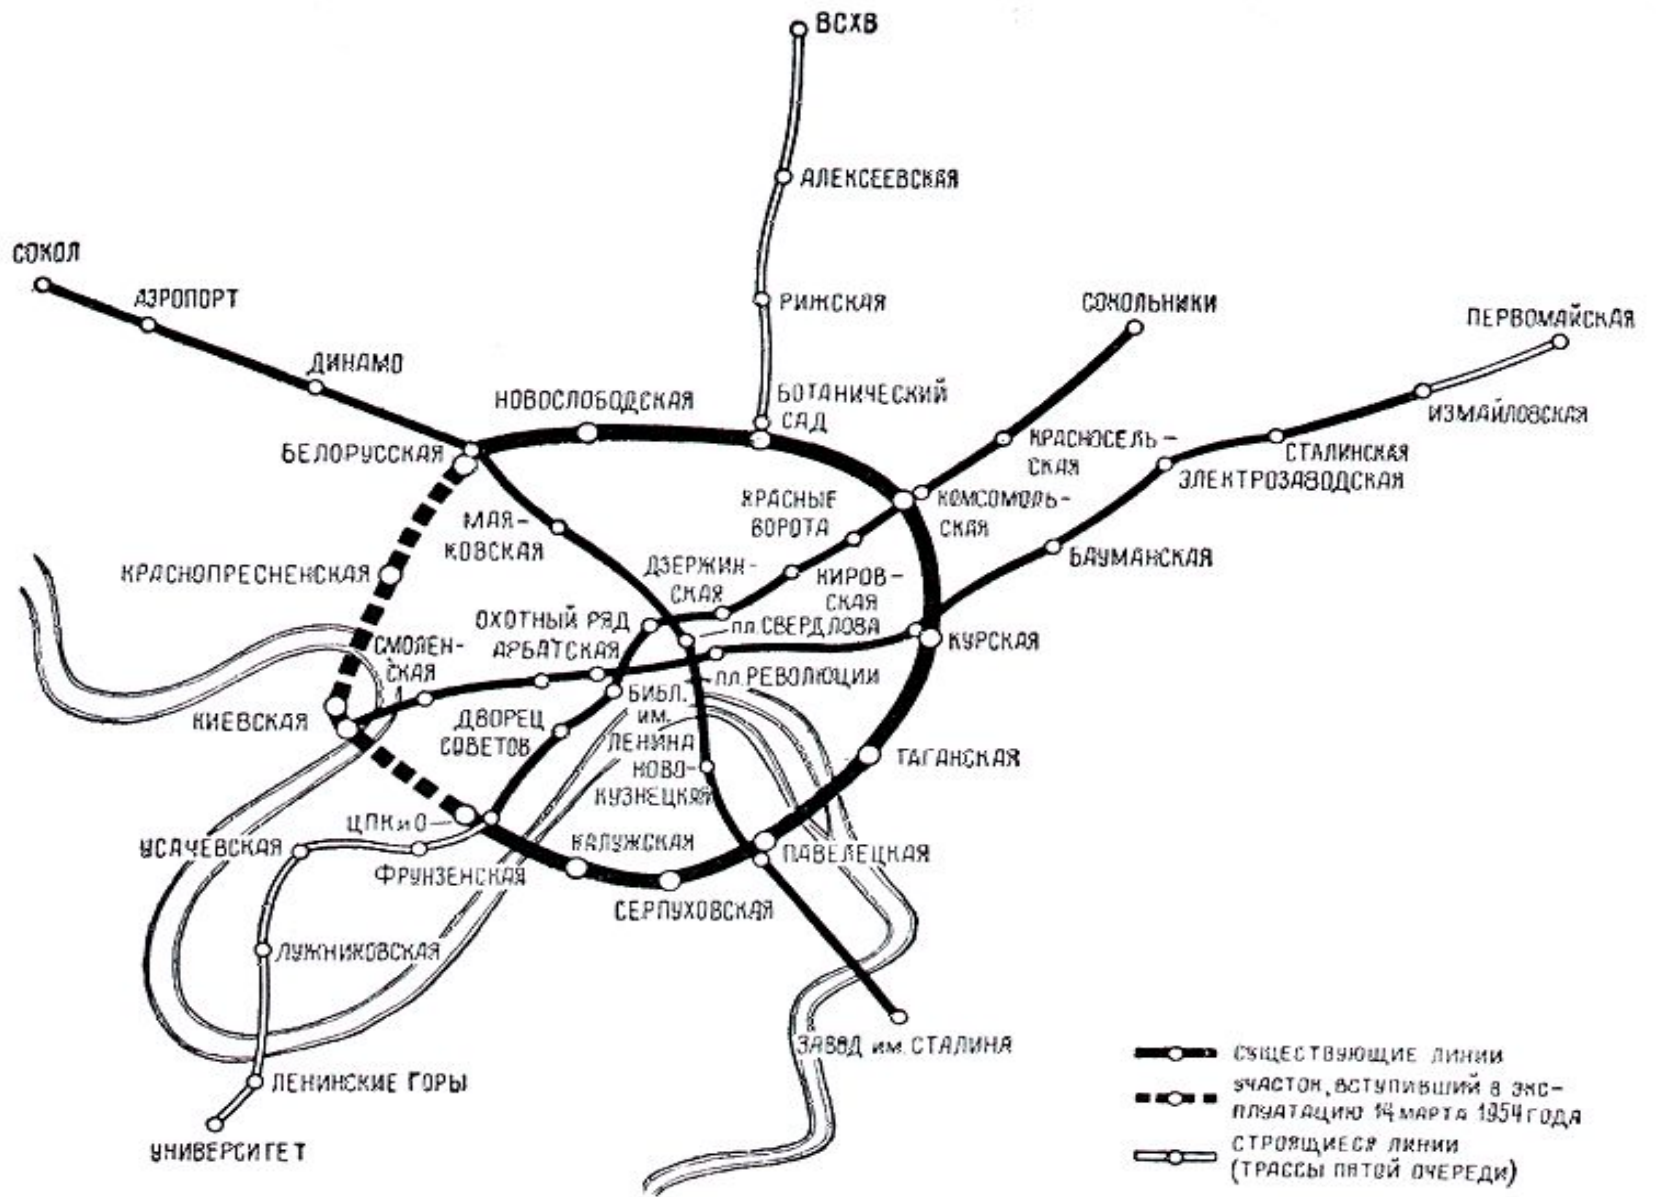 ВСХВ
АЛЕКСЕЕВСКАЯ
СОКОЛ
АЭРОПОРТ
РИЖСКАЯ
СОКОЛЬНИКИ
ПЕРВОМАЙСКАЯ
ДИНАМО
НОВОСЛОБОДСКАЯ
БОТАНИЧЕСКИЙ
САД
ИЗМАЙЛОВСКАЯ
БЕЛОРУССКАЯ
КРАСНОСЕЛЬ-
СКАЯ
СТАЛИНСКАЯ
ЭЛЕКТРОЗАВОДСКАЯ
КРАСНЫЕ
ВОРОТА
КОМСОМОЛЬ-
СКАЯ
МАЯ-
КОВСКАЯ
БАУМАНСКАЯ
КРАСНОПРЕСНЕНСКАЯ
ДЗЕРЖИН-
СКАЯ
КИРОВ-
СКАЯ
ОХОТНЫЙ РЯД
пл. СВЕРДЛОВА
КУРСКАЯ
СМОЛЕН-
СКАЯ
АРБАТСКАЯ
пл. РЕВОЛЮЦИИ
КИЕВСКАЯ
ДВОРЕЦ
СОВЕТОВ
БИБЛ.
им.
ЛЕНИНА
ТАГАНСКАЯ
НОВО-
КУЗНЕЦКАЯ
ЦПКиО
УСАЧЕВСКАЯ
КАЛУЖСКАЯ
ПАВЕЛЕЦКАЯ
ФРУНЗЕНСКАЯ
СЕРПУХОВСКАЯ
ЛУЖНИКОВСКАЯ
ЗАВОД им. СТАЛИНА
ЛЕНИНСКИЕ ГОРЫ
УНИВЕРСИТЕТ
СУЩЕСТВУЮЩИЕ ЛИНИИ
УЧАСТОК, ВСТУПИВШИЙ В ЭКС-
ПЛУАТАЦИЮ 14 МАРТА 1954 ГОДА
СТРОЯЩИЕСЯ ЛИНИИ
(ТРАССЫ ПЯТОЙ ОЧЕРЕДИ)